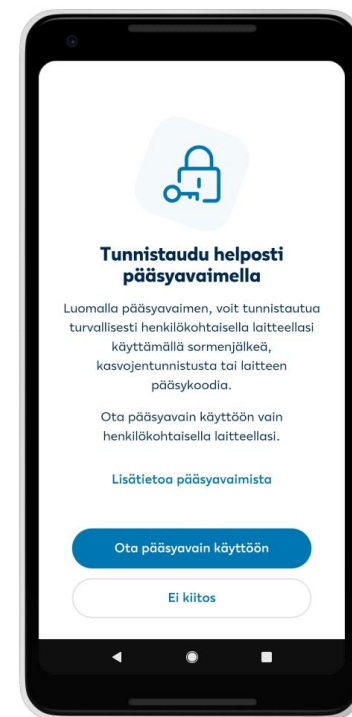 Tunnistaudu helposti
pääsyavaimella
Luomalla pääsyavaimen, voit tunnistautua
turvallisesti henkilökohtaisella laitteellasi
käyttämällä sormenjälkeä,
kasvojentunnistusta tai laitteen
pääsykoodia.
Ota pääsyavain käyttöön vain
henkilökohtaisella laitteellasi.
Lisätietoa pääsyavaimista
Ota pääsyavain käyttöön
Ei kiitos